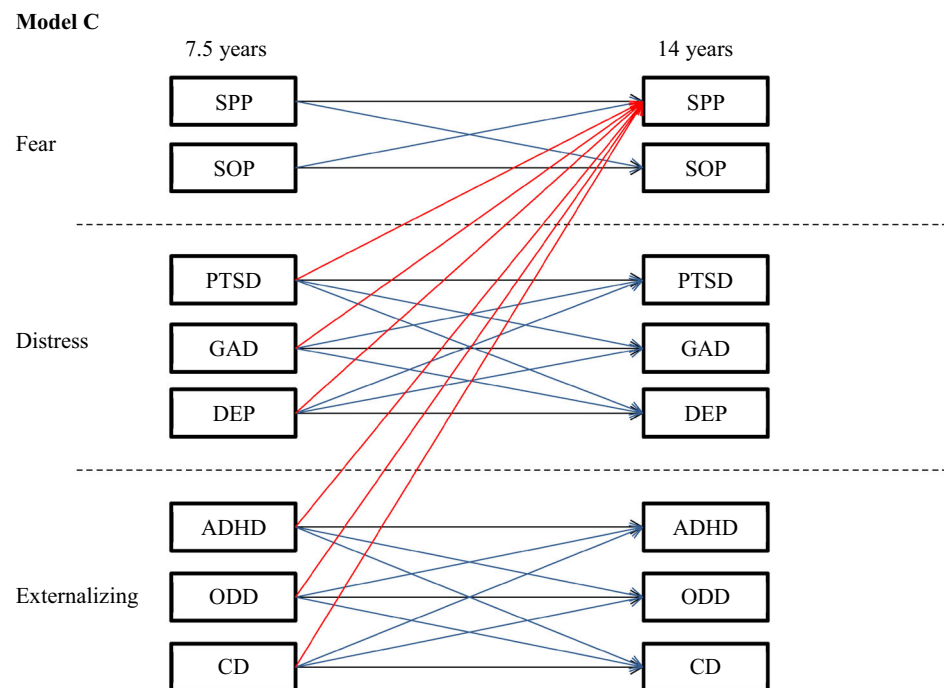 Model C
7.5 years 14 years
SPP SPP
Fear
SOP SOP
PTSD PTSD
Distress GAD GAD
DEP DEP
ADHD ADHD
Externalizing ODD ODD
CD CD